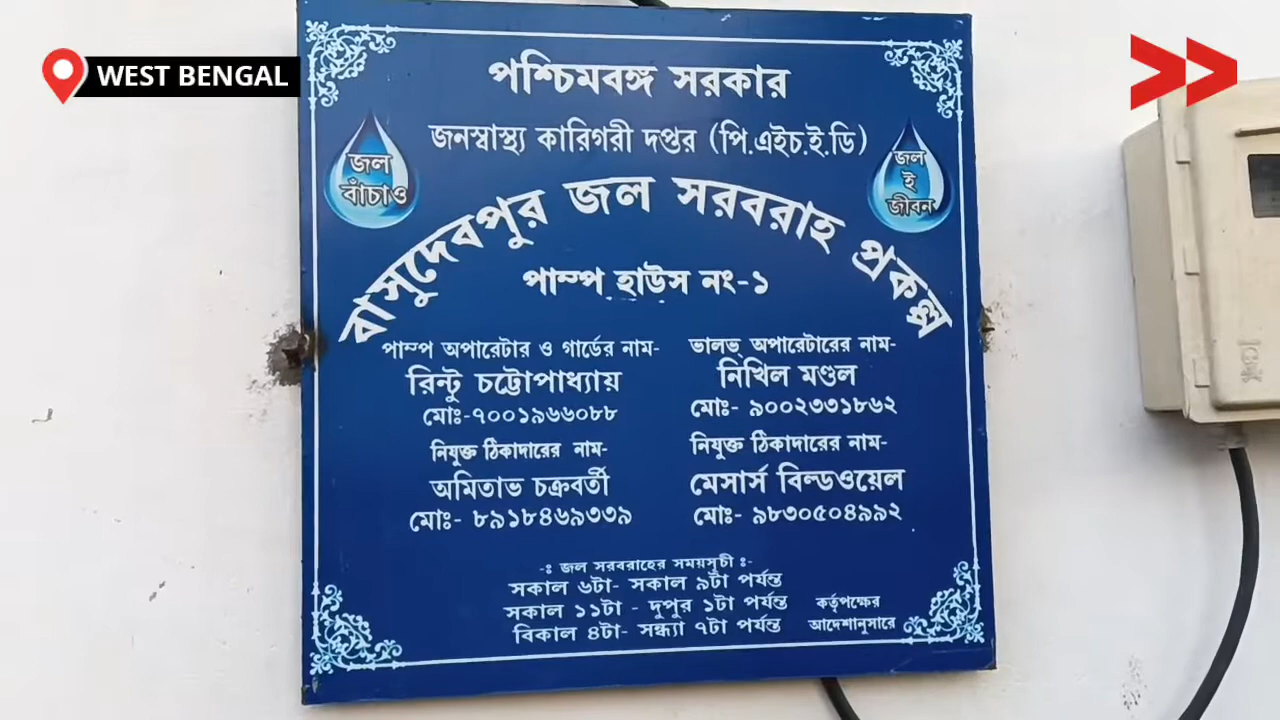 WEST BENGAL
পশ্চিমবঙ্গ সরকার
জনস্বাস্থ্য কারিগরী দপ্তর (পি.এইচ.ই.ডি)
জল
বাঁচাও
জল
ই
জীবন
বাসুদেবপুর জল সরবরাহ প্রকল্প
পাম্প হাউস নং-১
পাম্প অপারেটার ও গার্ডের নাম-
রিন্টু চট্টোপাধ্যায়
মোঃ-৭০০১৯৬৬০৮৮
নিযুক্ত ঠিকাদারের নাম-
অমিতাভ চক্রবর্তী
মোঃ- ৮৯১৮৪৬৯৩৩৯
ভালভ্ অপারেটারের নাম-
নিখিল মণ্ডল
মোঃ- ৯০০২৩৩১৮৬২
নিযুক্ত ঠিকাদারের নাম-
মেসার্স বিল্ডওয়েল
মোঃ- ৯৮৩০৫০৪৯৯২
-ঃ জল সরবরাহের সময়সূচী ঃ-
সকাল ৬টা- সকাল ৯টা পর্যন্ত
সকাল ১১টা - দুপুর ১টা পর্যন্ত
বিকাল ৪টা- সন্ধ্যা ৭টা পর্যন্ত
কর্তৃপক্ষের
আদেশানুসারে